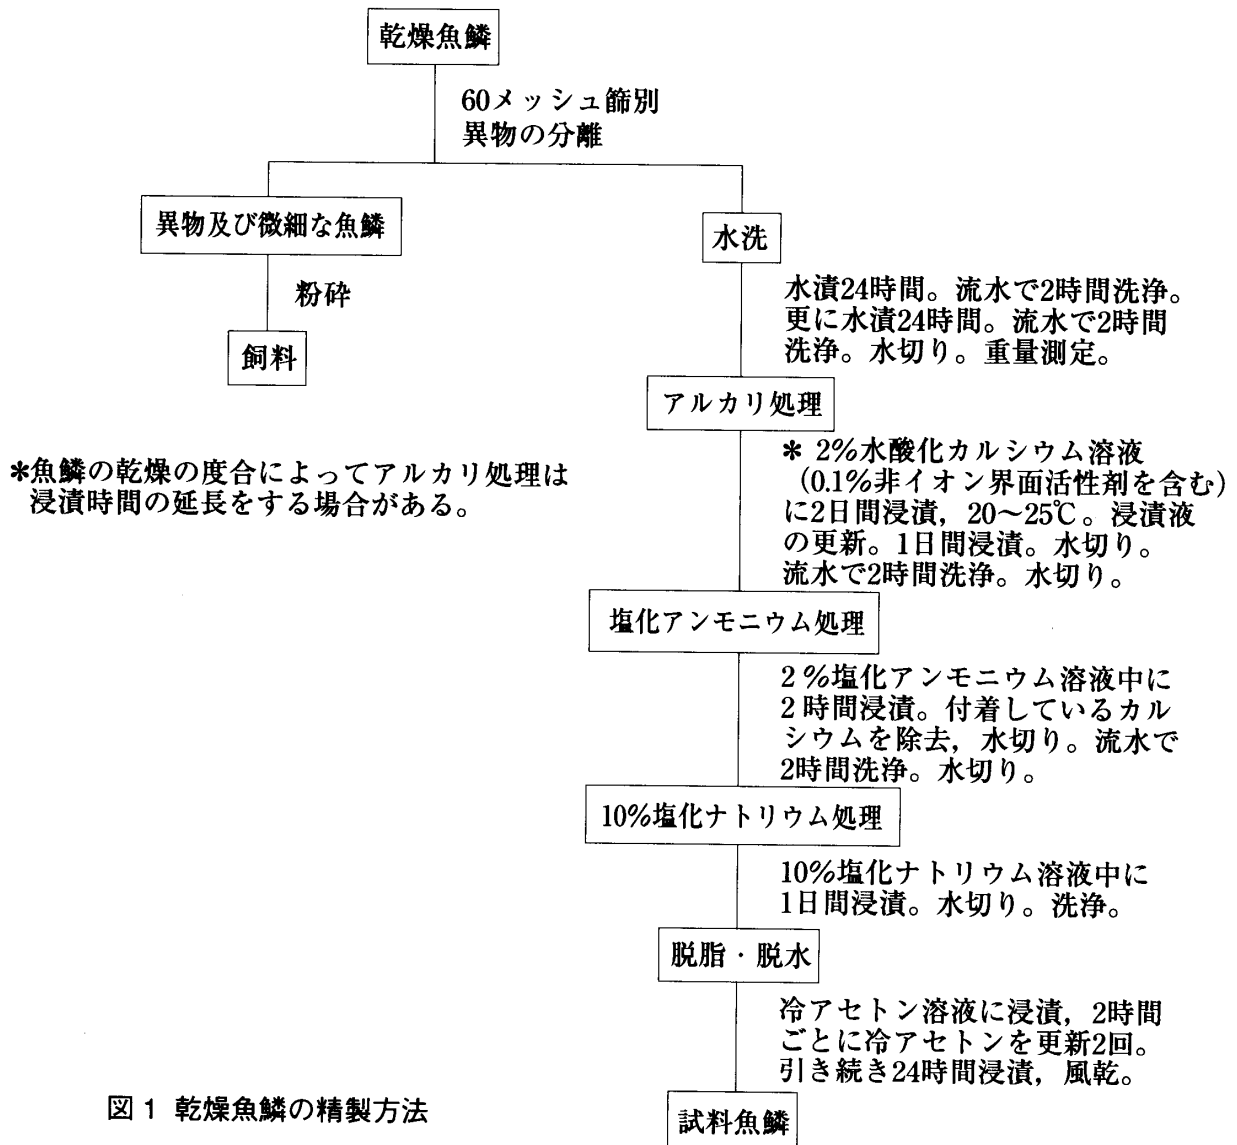 乾燥魚鱗
60メッシュ篩別
異物の分離
異物及び微細な魚鱗
粉砕
飼料
水洗
水漬24時間。流水で2時間洗浄。
更に水漬24時間。流水で2時間
洗浄。水切り。重量測定。
アルカリ処理
*魚鱗の乾燥の度合によってアルカリ処理は
浸漬時間の延長をする場合がある。
* 2%水酸化カルシウム溶液
(0.1%非イオン界面活性剤を含む)
に2日間浸漬，20〜25℃。浸漬液
の更新。1日間浸漬。水切り。
流水で2時間洗浄。水切り。
塩化アンモニウム処理
2%塩化アンモニウム溶液中に
2時間浸漬。付着しているカル
シウムを除去，水切り。流水で
2時間洗浄。水切り。
10%塩化ナトリウム処理
10%塩化ナトリウム溶液中に
1日間浸漬。水切り。洗浄。
脱脂・脱水
冷アセトン溶液に浸漬，2時間
ごとに冷アセトンを更新2回。
引き続き24時間浸漬，風乾。
試料魚鱗
図1 乾燥魚鱗の精製方法